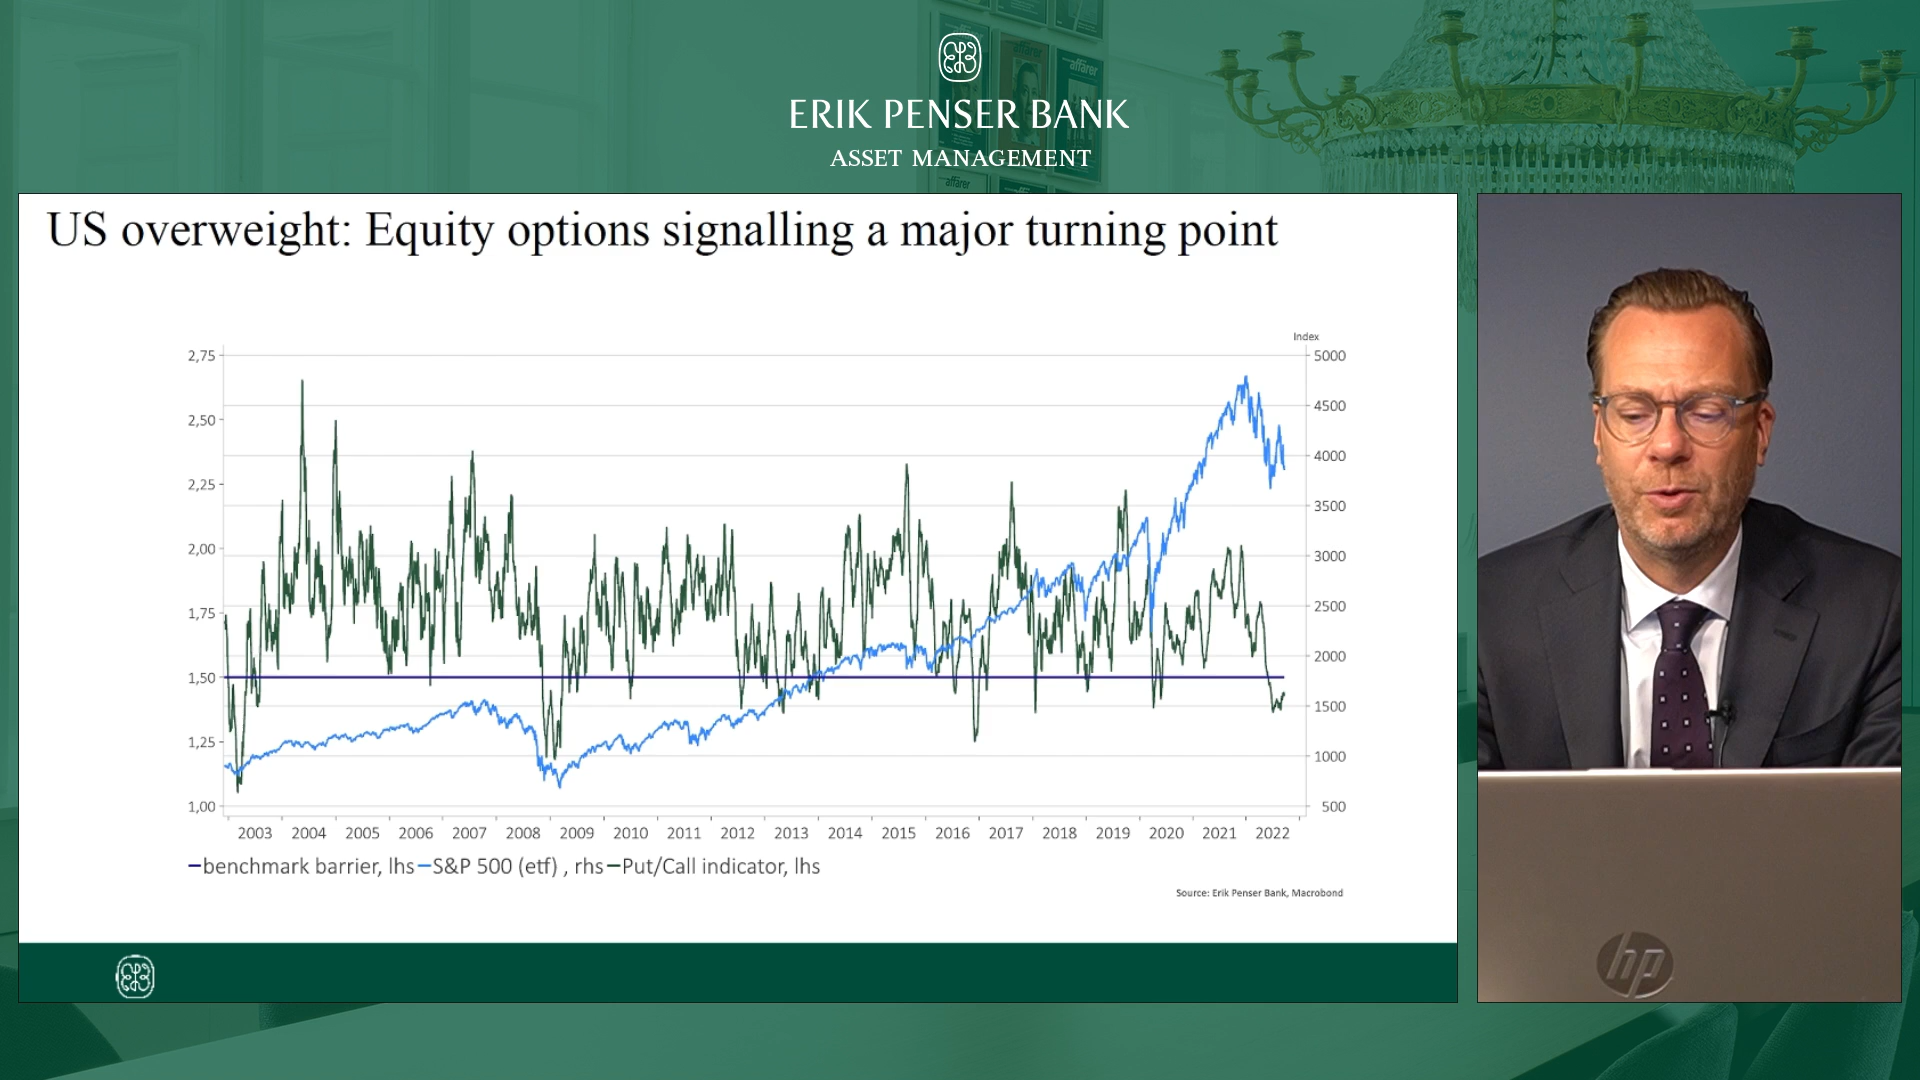 affärer
affärer
affärer
ERIK PENSER BANK
ASSET MANAGEMENT
US overweight: Equity options signalling a major turning point
Index
2,75
2,50
2,25
2,00
1,75
1,50
1,25
1,00
5000
4500
4000
3500
3000
2500
2000
1500
1000
500
2003 2004 2005 2006 2007 2008 2009 2010 2011 2012 2013 2014 2015 2016 2017 2018 2019 2020 2021 2022
benchmark barrier, lhs S&P 500 (etf) , rhs Put/Call indicator, lhs
Source: Erik Penser Bank, Macrobond
hp